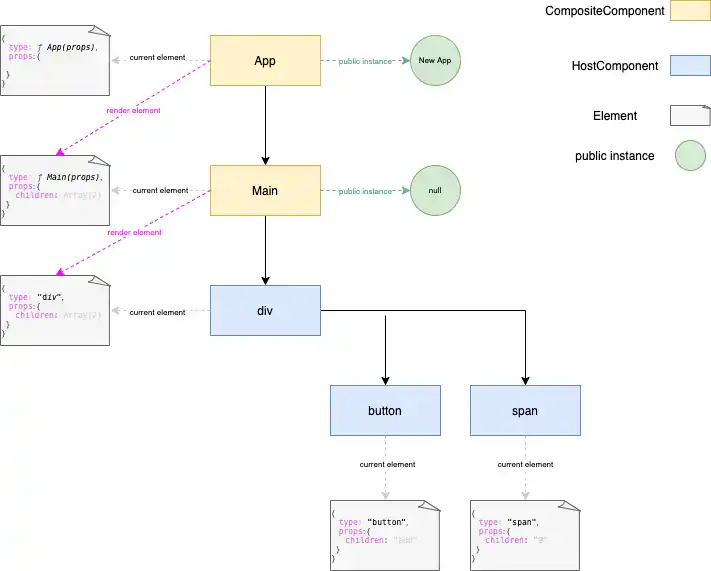 CompositeComponent
{
type: ƒ App(props),
props:{
}
}
current element
App
public instance
New App
HostComponent
render element
Element
public instance
{
type: ƒ Main(props),
props:{
children: Array(2)
}
}
current element
Main
public instance
null
render element
{
type: "div",
props:{
children: Array(2)
}
}
current element
div
button
span
current element
current element
{
type: "button",
props:{
children: "add"
}
}
{
type: "span",
props:{
children:
}
}